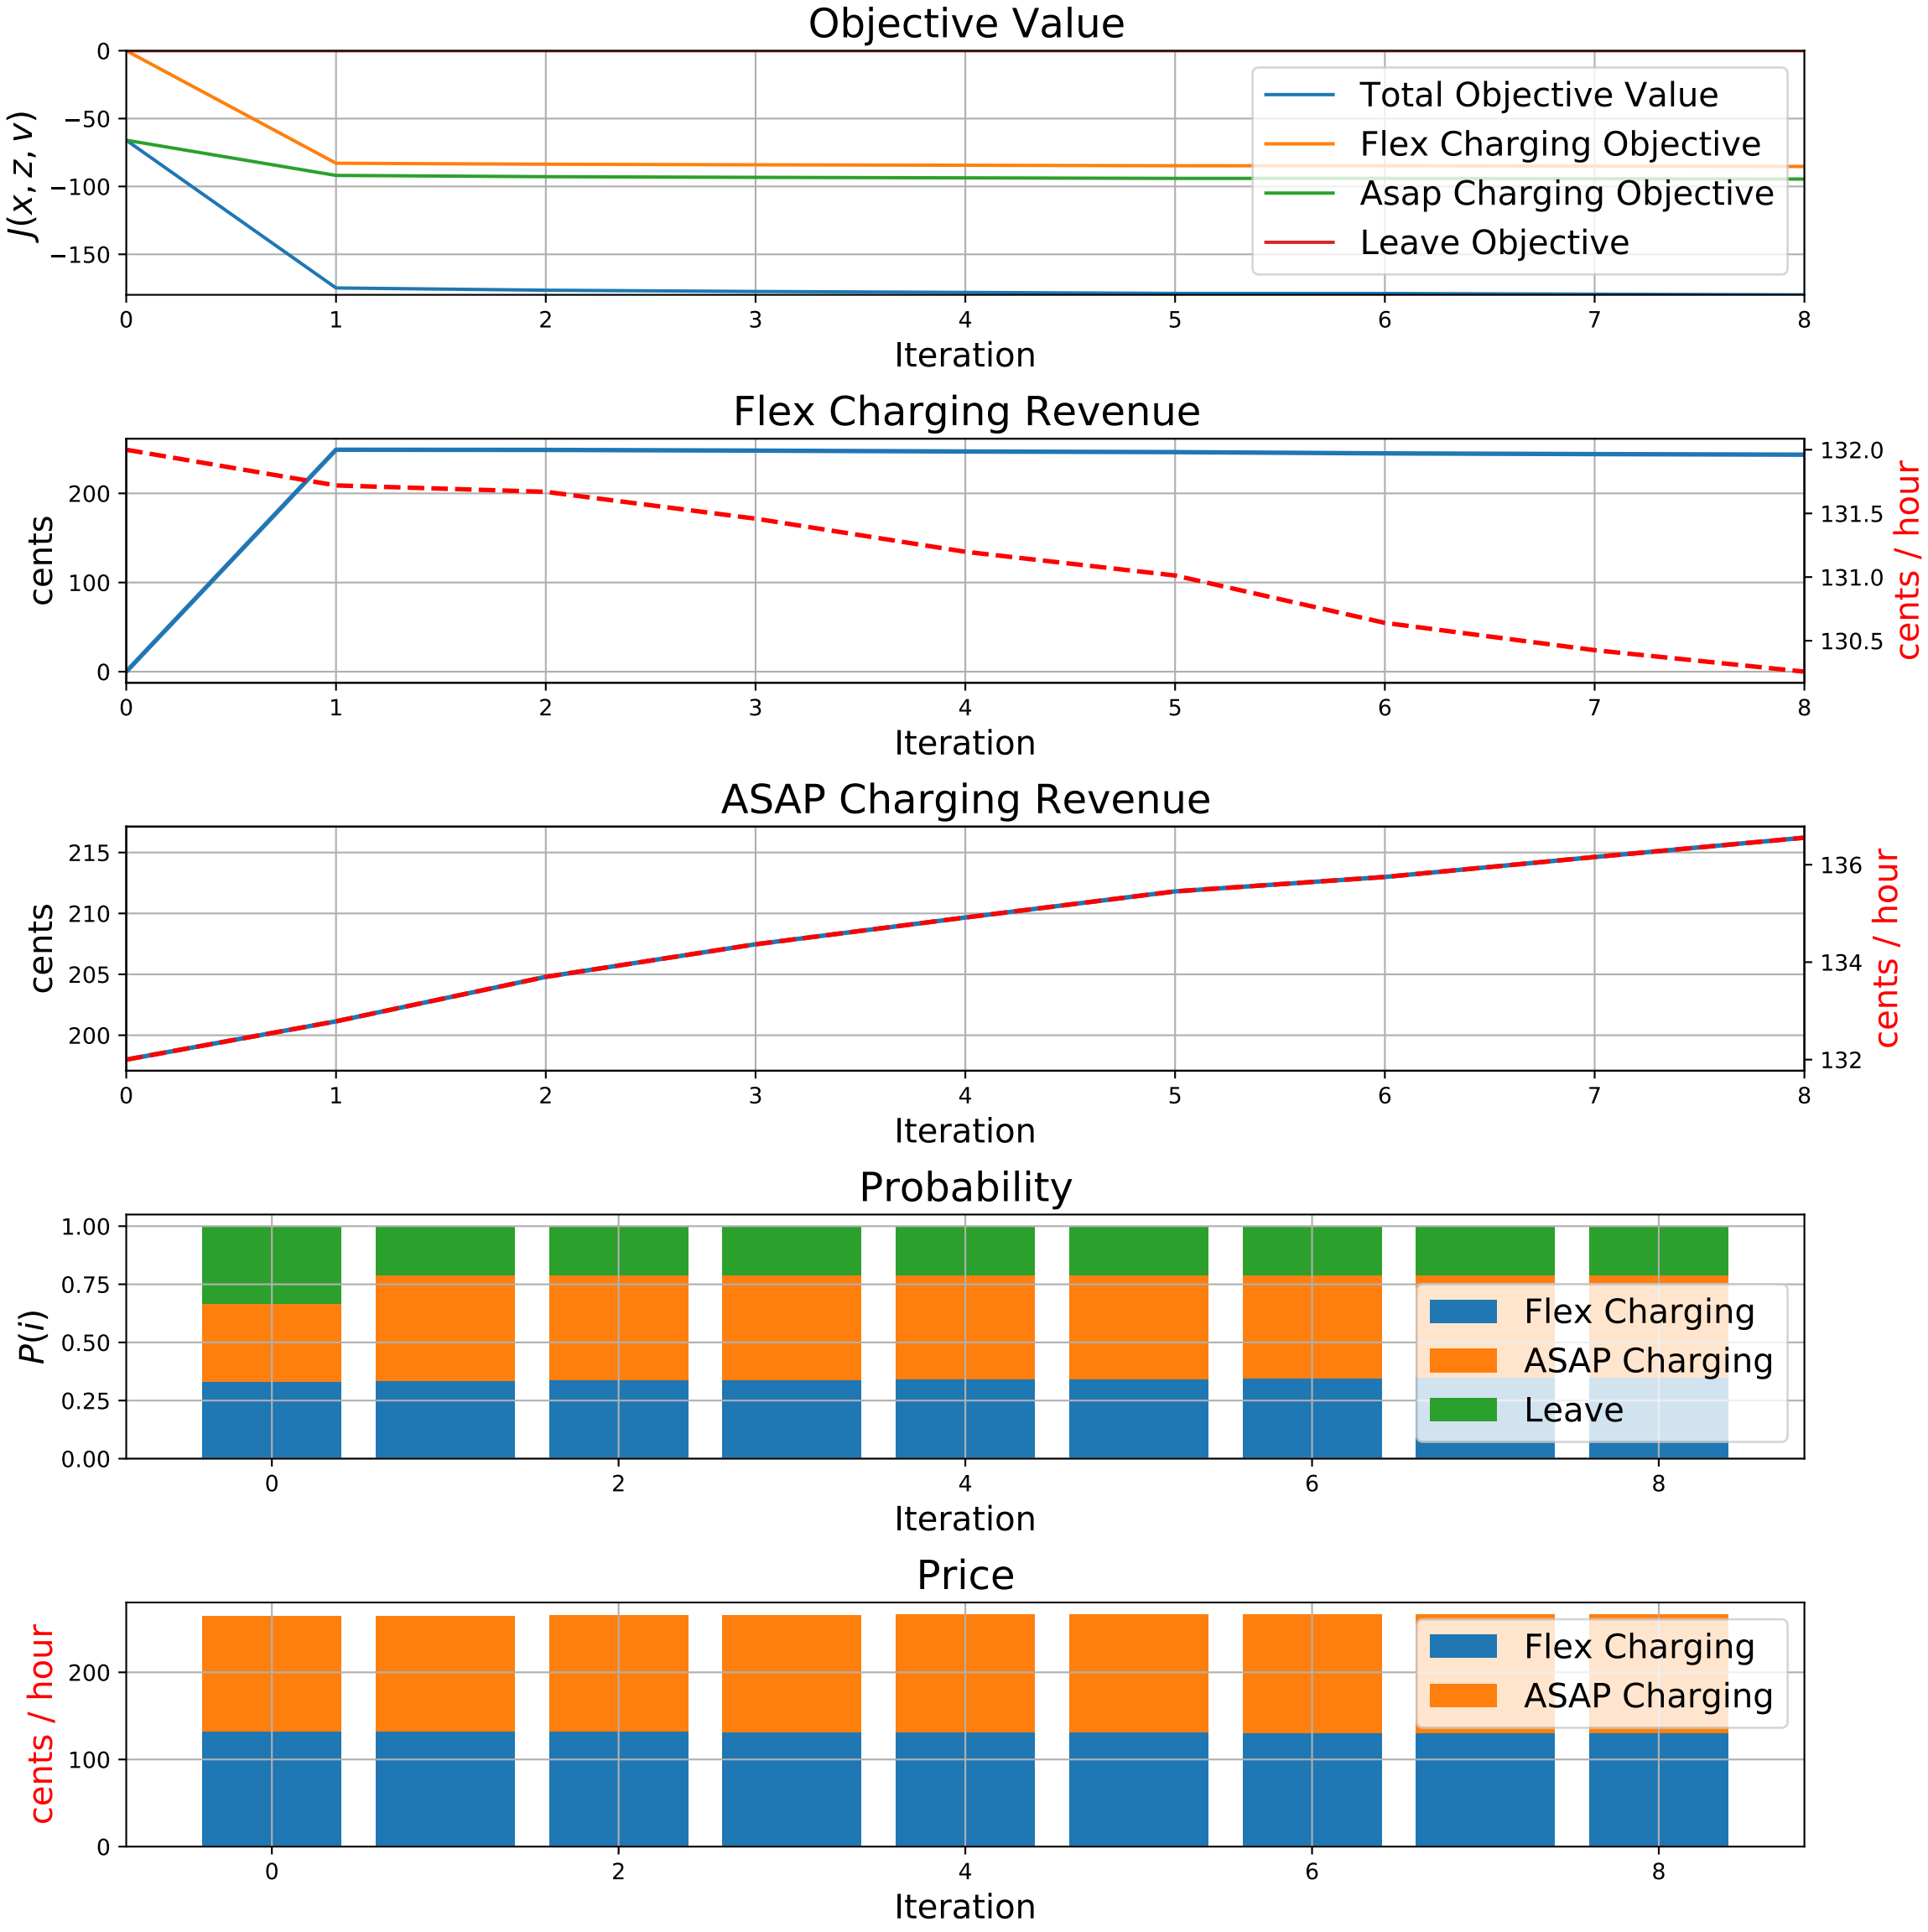 Objective Value
0
−50
−100
−150
J(x, z, v)
Total Objective Value
Flex Charging Objective
Asap Charging Objective
Leave Objective
0 1 2 3 4 5 6 7 8
Iteration
Flex Charging Revenue
200
100
0
cents
132.0
131.5
131.0
130.5
cents / hour
0 1 2 3 4 5 6 7 8
Iteration
ASAP Charging Revenue
215
210
205
200
cents
136
134
132
cents / hour
0 1 2 3 4 5 6 7 8
Iteration
Probability
1.00
0.75
0.50
0.25
0.00
P(i)
Flex Charging
ASAP Charging
Leave
0 2 4 6 8
Iteration
Price
200
100
0
cents / hour
Flex Charging
ASAP Charging
0 2 4 6 8
Iteration